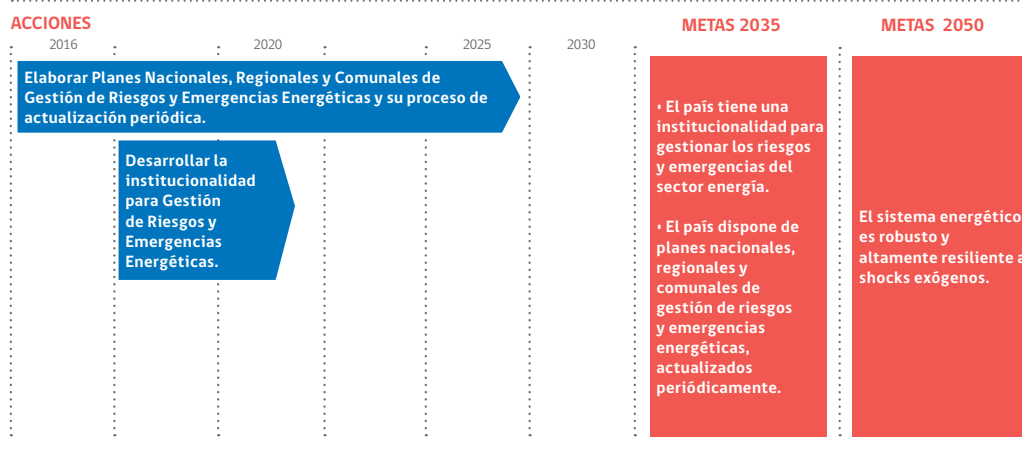 ACCIONES
METAS 2035
METAS 2050
2016
2020
2025
2030
Elaborar Planes Nacionales, Regionales y Comunales de
Gestión de Riesgos y Emergencias Energéticas y su proceso de
actualización periódica.
Desarrollar la
institucionalidad
para Gestión
de Riesgos y
Emergencias
Energéticas.
• El país tiene una
institucionalidad para
gestionar los riesgos
y emergencias del
sector energía.
• El país dispone de
planes nacionales,
regionales y
comunales de
gestión de riesgos
y emergencias
energéticas,
actualizados
periódicamente.
El sistema energético
es robusto y
altamente resiliente a
shocks exógenos.